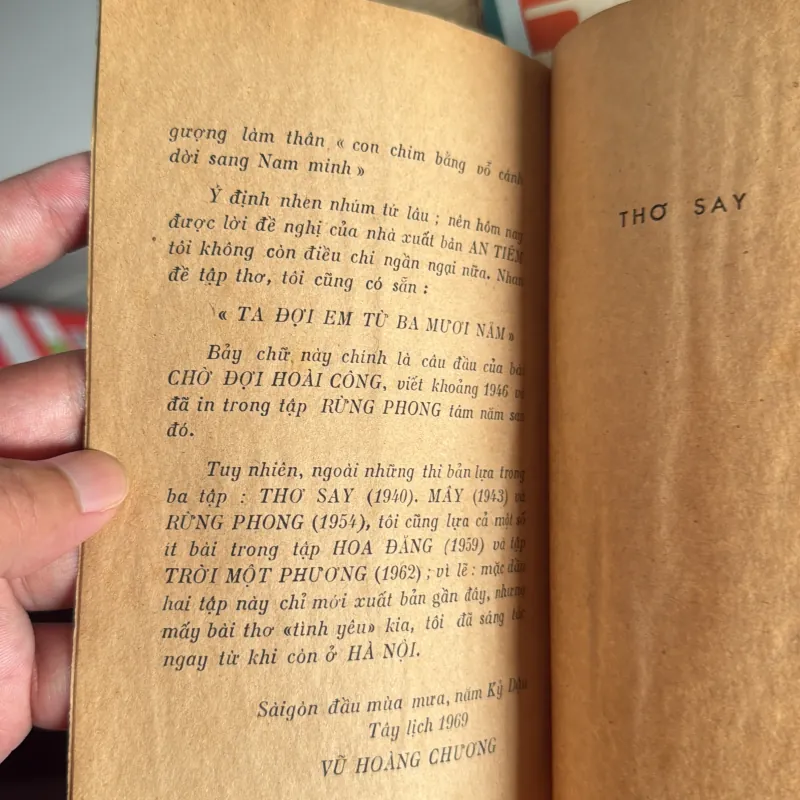 gượng làm thân « con chim bằng vỗ cánh
dời sang Nam minh »
Ý định nhen nhúm từ lâu ; nên hôm nay
được lời đề nghị của nhà xuất bản AN TIÊM
tôi không còn điều chi ngần ngại nữa. Nhan
đề tập thơ, tôi cũng có sẵn :
« TA ĐỢI EM TỪ BA MƯƠI NĂM »
Bảy chữ này chính là câu đầu của bài
CHỜ ĐỢI HOÀI CÔNG, viết khoảng 1946 và
đã in trong tập RỪNG PHONG tám năm sau
đó.
Tuy nhiên, ngoài những thi bản lựa trong
ba tập : THƠ SAY (1940). MÂY (1943) và
RỪNG PHONG (1954), tôi cũng lựa cả một số
ít bài trong tập HOA ĐĂNG (1959) và tập
TRỜI MỘT PHƯƠNG (1962) ; vì lẽ : mặc dầu
hai tập này chỉ mới xuất bản gần đây, nhưng
mấy bài thơ «tình yêu» kia, tôi đã sáng tác
ngay từ khi còn ở HÀ NỘI.
Sàigòn đầu mùa mưa, năm Kỷ Dậu
Tây lịch 1969
VŨ HOÀNG CHƯƠNG
THƠ SAY